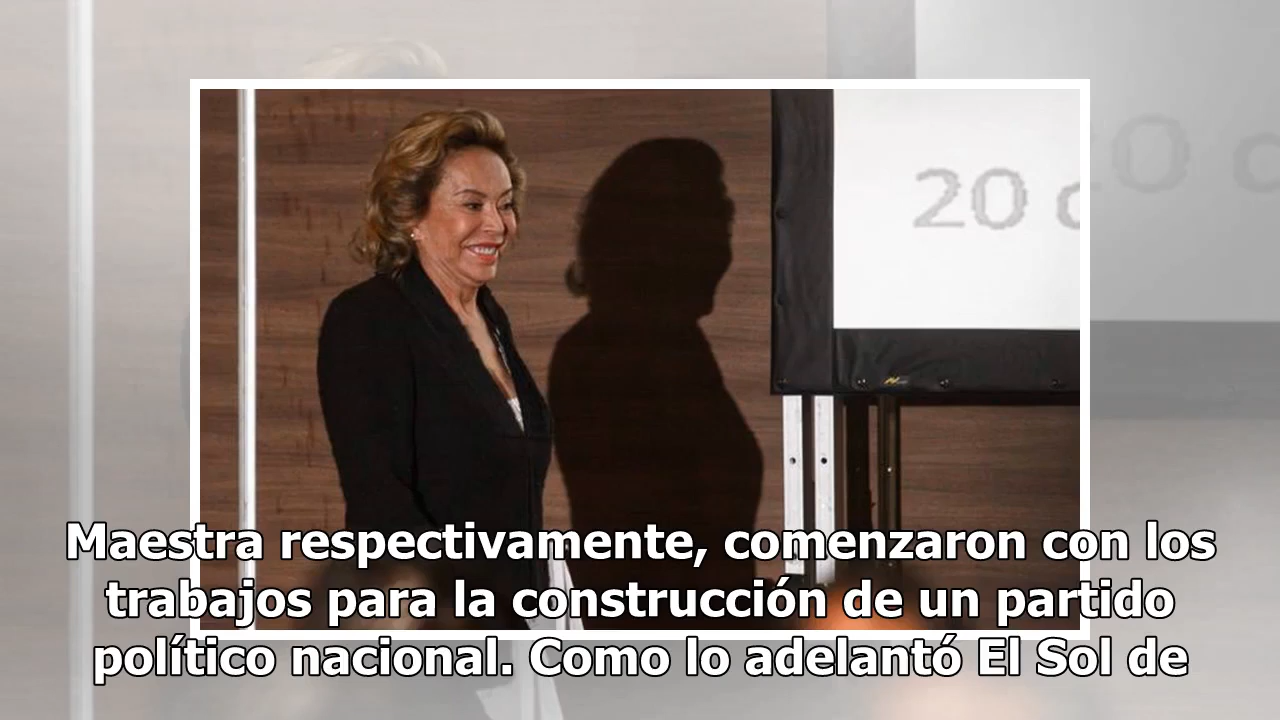 20
Maestra respectivamente, comenzaron con los
trabajos para la construcción de un partido
político nacional. Como lo adelantó El Sol de